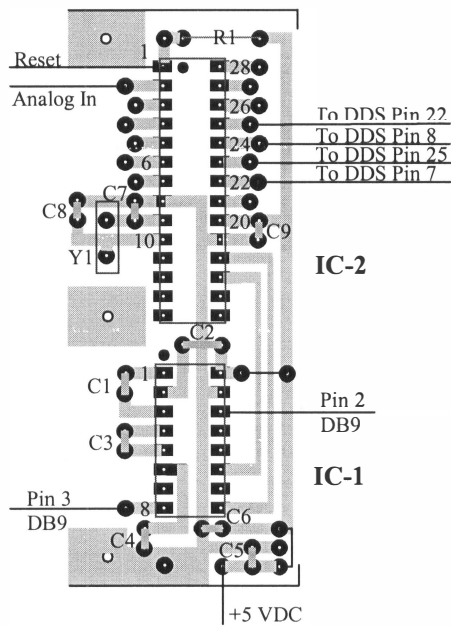 R1
1
Reset
28
Analog In
26
To DDS Pin 22
24
To DDS Pin 8
6
To DDS Pin 25
22
To DDS Pin 7
C7
C8
20
C9
10
Y1
IC-2
C2
1
C1
Pin 2
DB9
C3
IC-1
Pin 3
DB9
8
C6
C4
C5
+5 VDC